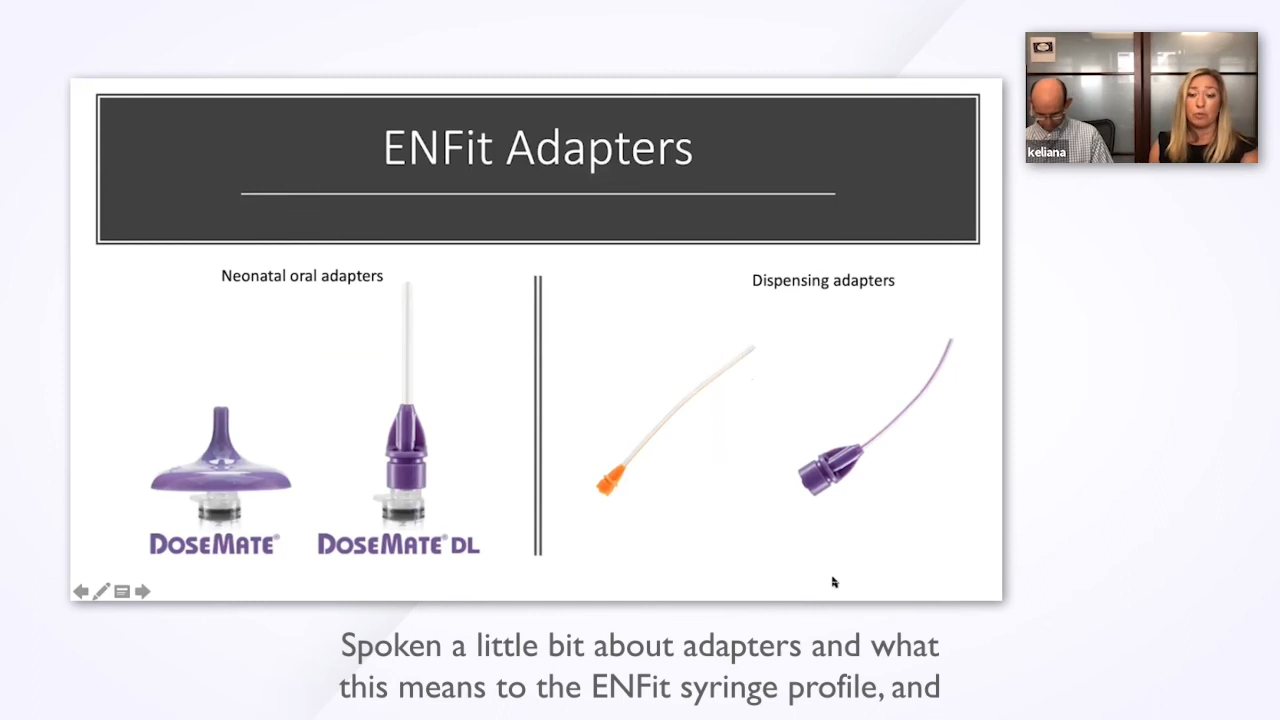 ENFit Adapters
Neonatal oral adapters
Dispensing adapters
DOSEMATE®
DOSEMATE® DL
keliana
Spoken a little bit about adapters and what
this means to the ENFit syringe profile, and